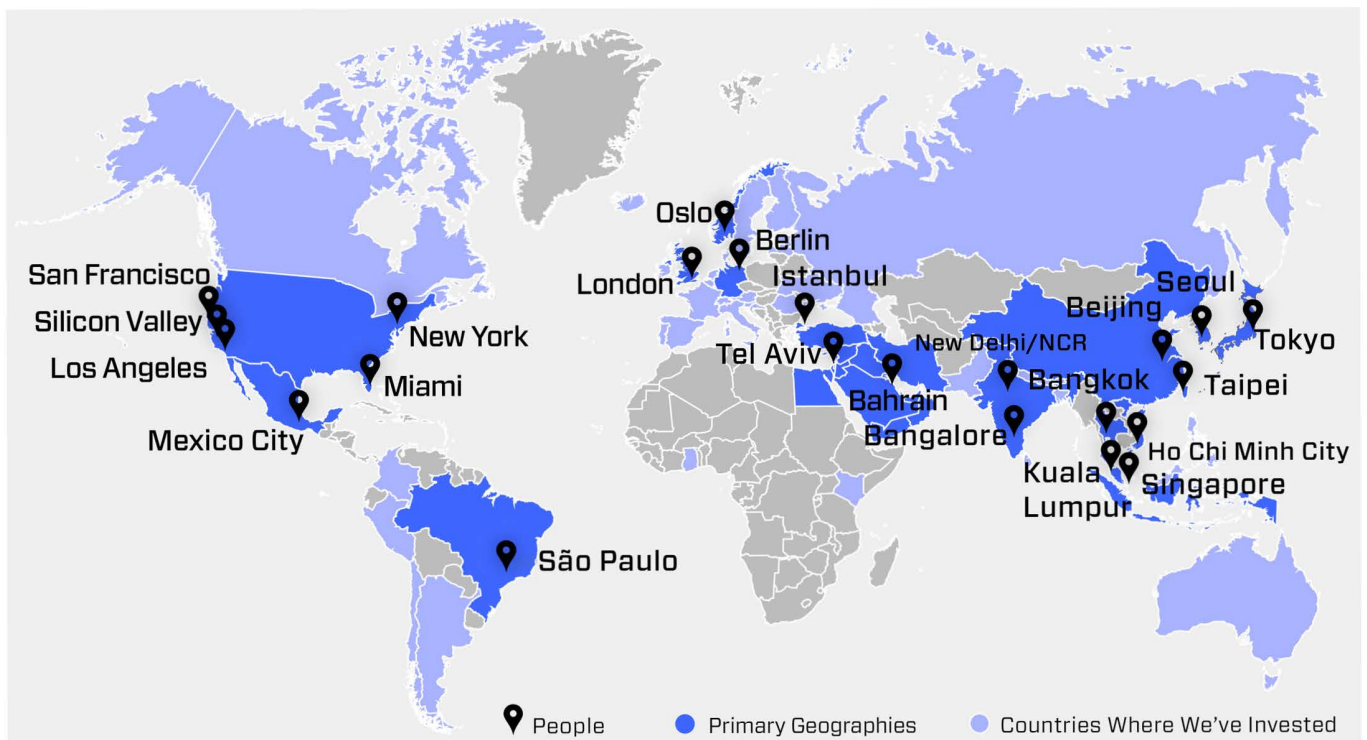 Oslo
Berlin
London
Istanbul
San Francisco
Silicon Valley
Los Angeles
New York
Miami
Mexico City
São Paulo
Tel Aviv
New Delhi/NCR
Bahrain
Bangalore
Bangkok
Beijing
Seoul
Tokyo
Taipei
Ho Chi Minh City
Kuala
Lumpur
Singapore
People
Primary Geographies
Countries Where We've Invested